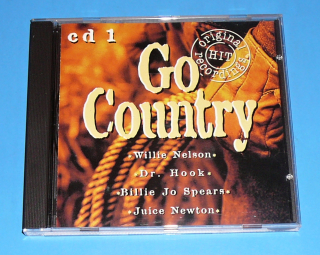 cd 1
original
HIT
recordings
Go
Country
•Willie Nelson•
•Dr. Hook•
•Billie Jo Spears•
•Juice Newton•